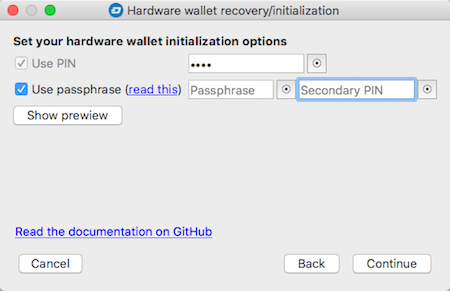 Hardware wallet recovery/initialization
Set your hardware wallet initialization options
Use PIN ••••
Use passphrase (read this) Passphrase Secondary PIN
Show preview
Read the documentation on GitHub
Cancel Back Continue